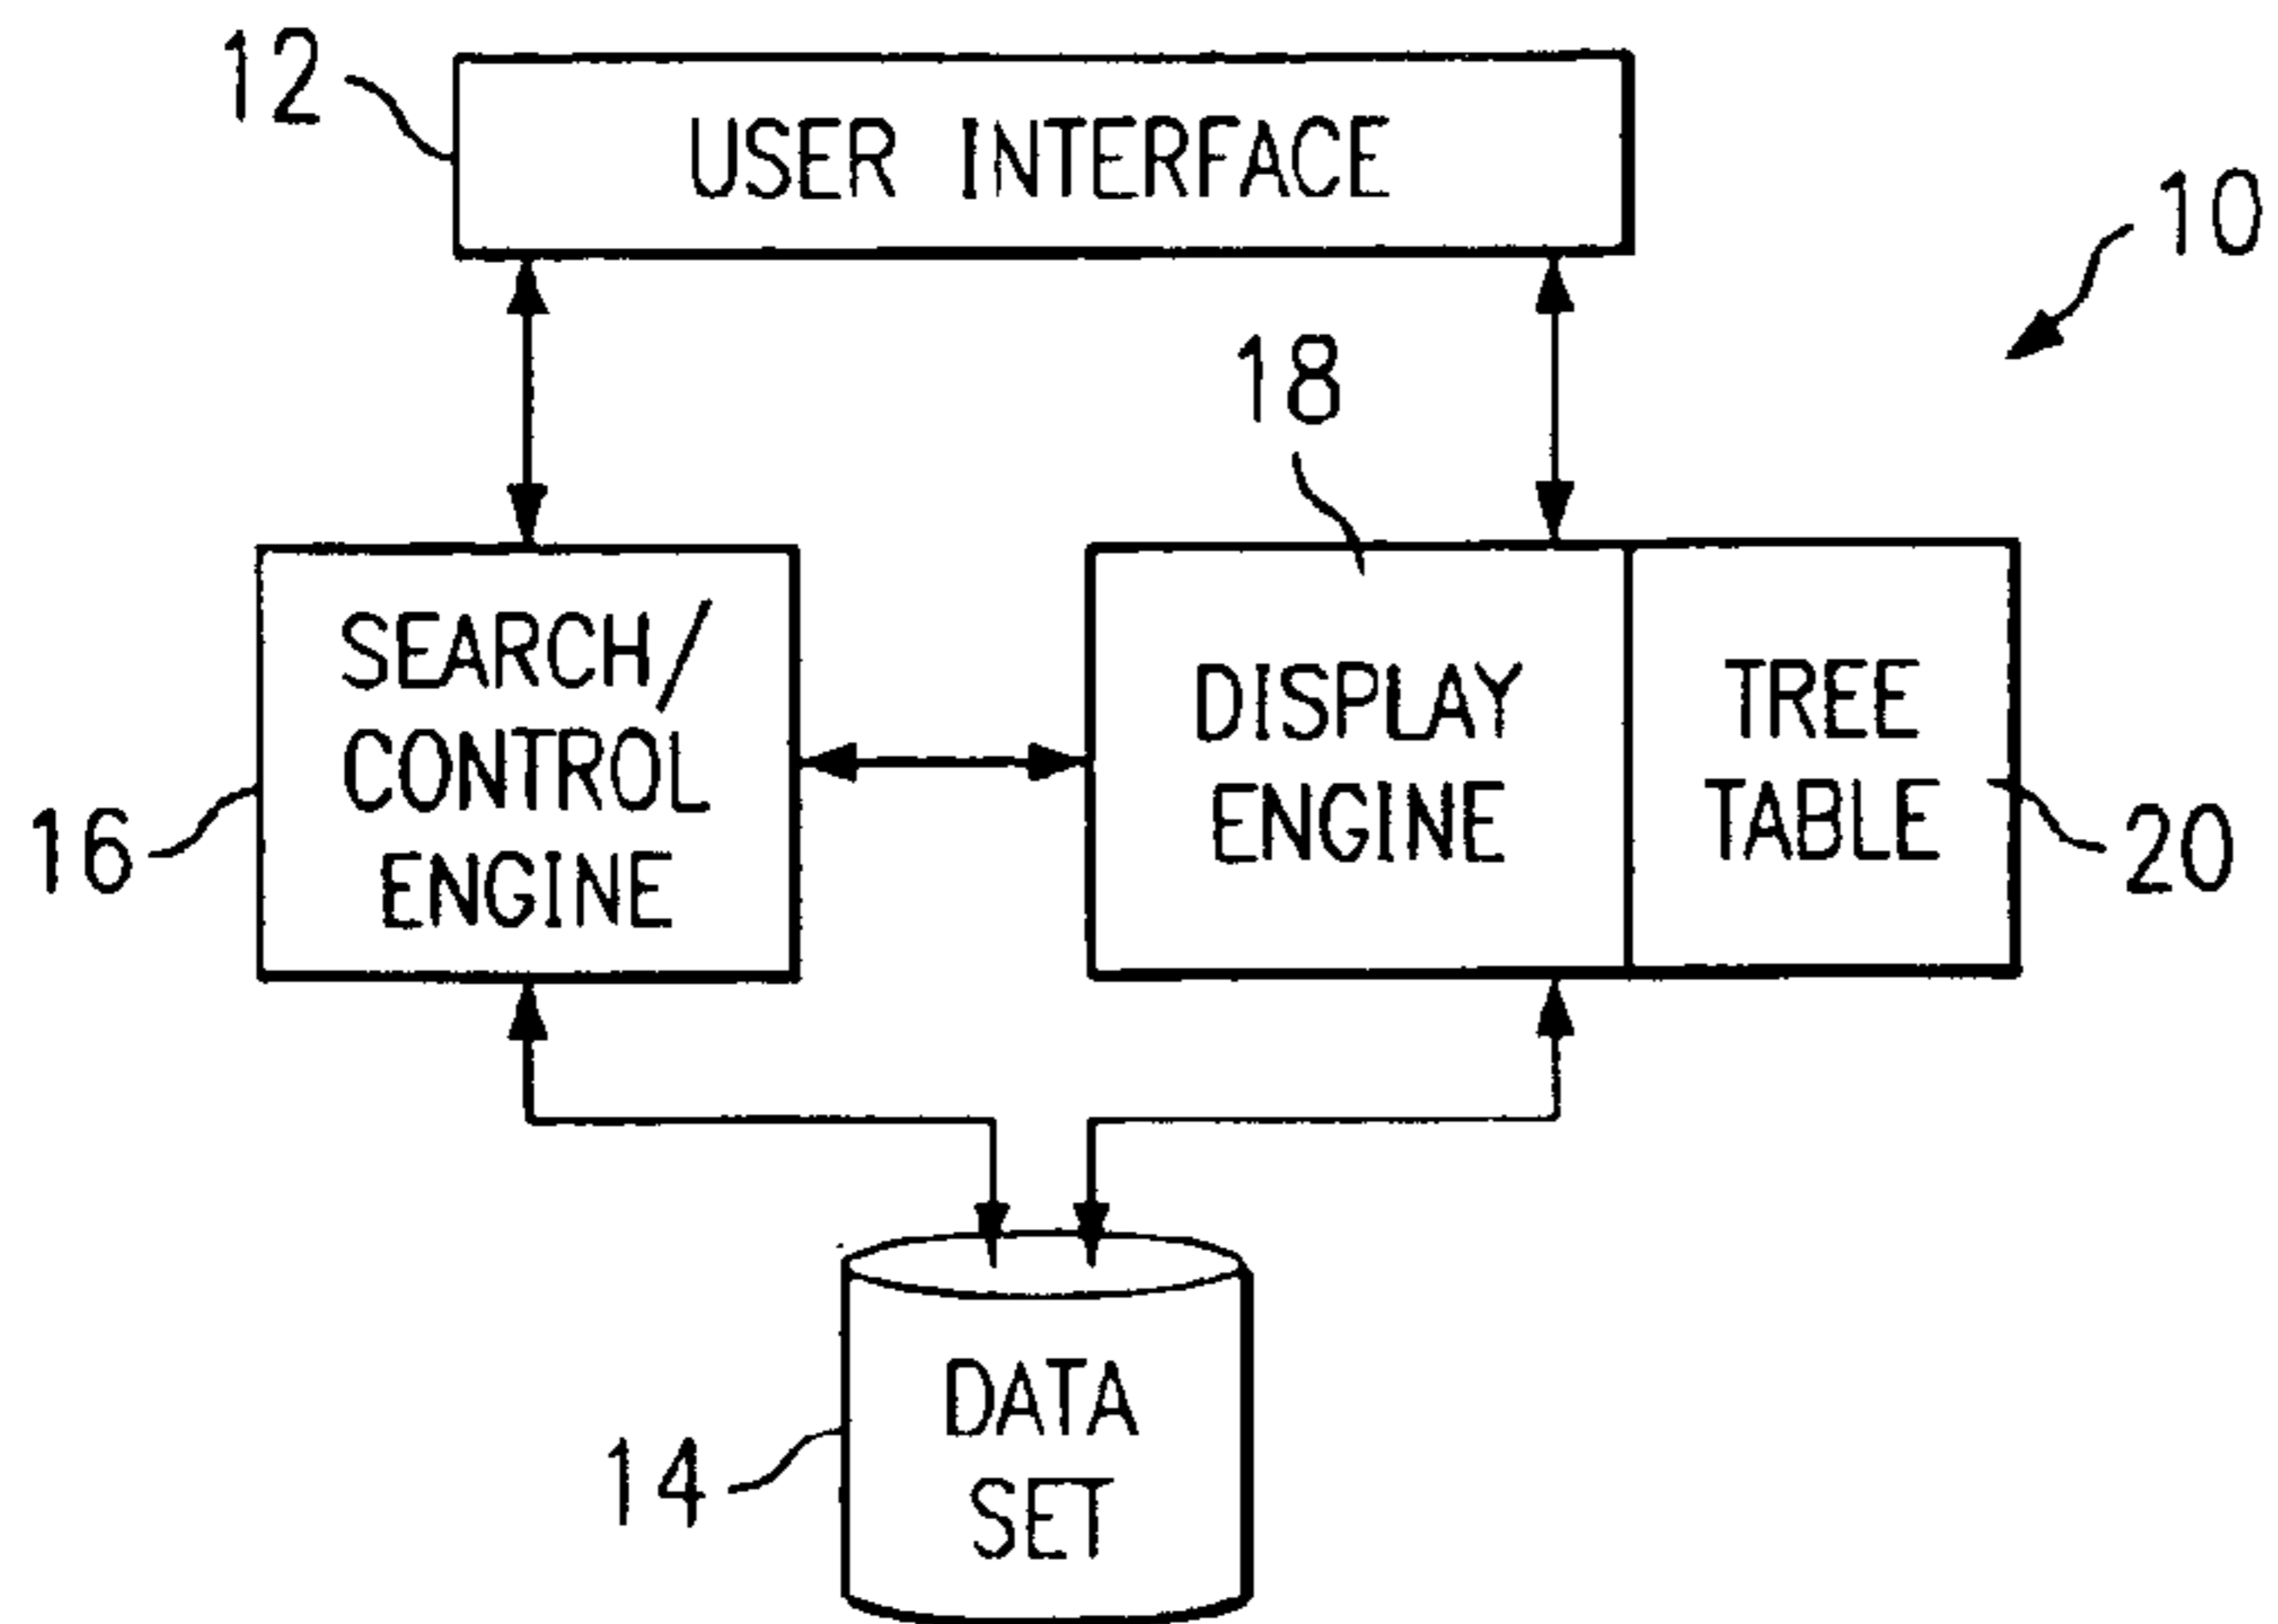 12
USER INTERFACE
10
18
SEARCH/
CONTROL
ENGINE
DISPLAY
ENGINE
TREE
TABLE
16
20
DATA
SET
14